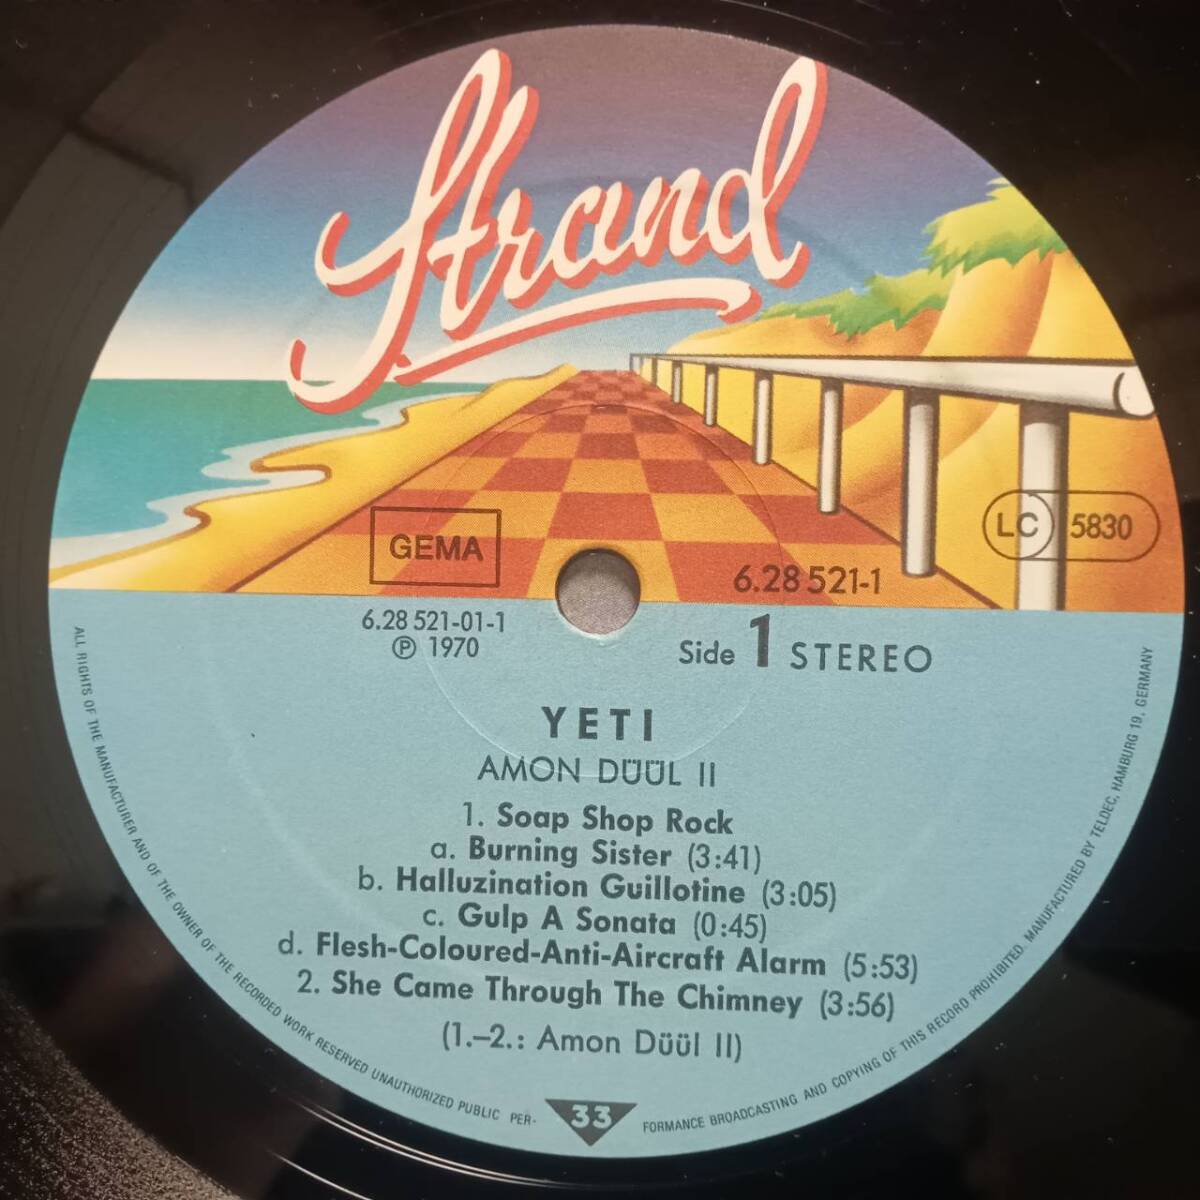 Strand
GEMA
LC 5830
6.28 521-1
6.28 521-01-1
Ⓟ 1970
Side 1 STEREO
YETI
AMON DÜÜL II
1. Soap Shop Rock
a. Burning Sister (3:41)
b. Halluzination Guillotine (3:05)
c. Gulp A Sonata (0:45)
d. Flesh-Coloured-Anti-Aircraft Alarm (5:53)
2. She Came Through The Chimney (3:56)
(1.–2.: Amon Düül II)
33
ALL RIGHTS OF THE MANUFACTURER AND OF THE OWNER OF THE RECORDED WORK RESERVED UNAUTHORIZED PUBLIC PER- FORMANCE BROADCASTING AND COPYING OF THIS RECORD PROHIBITED. MANUFACTURED BY TELDEC, HAMBURG 19, GERMANY